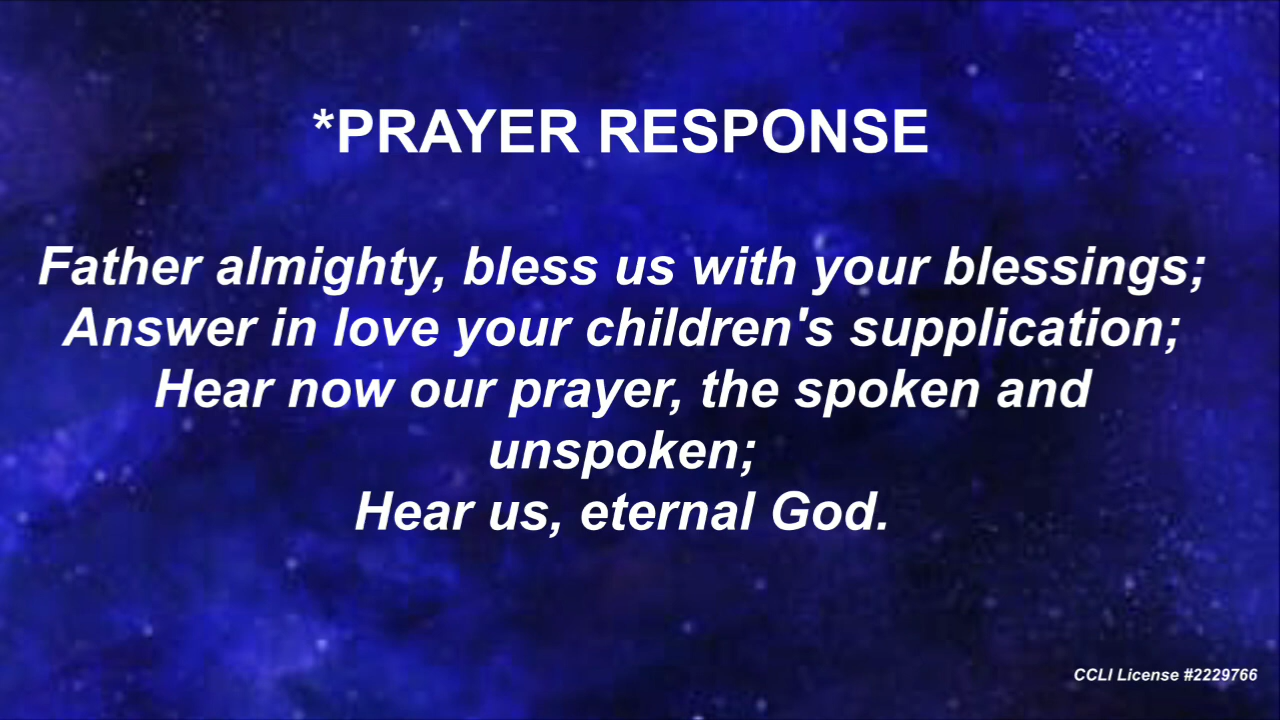 *PRAYER RESPONSE
Father almighty, bless us with your blessings;
Answer in love your children's supplication;
Hear now our prayer, the spoken and
unspoken;
Hear us, eternal God.
CCLI License #2229766